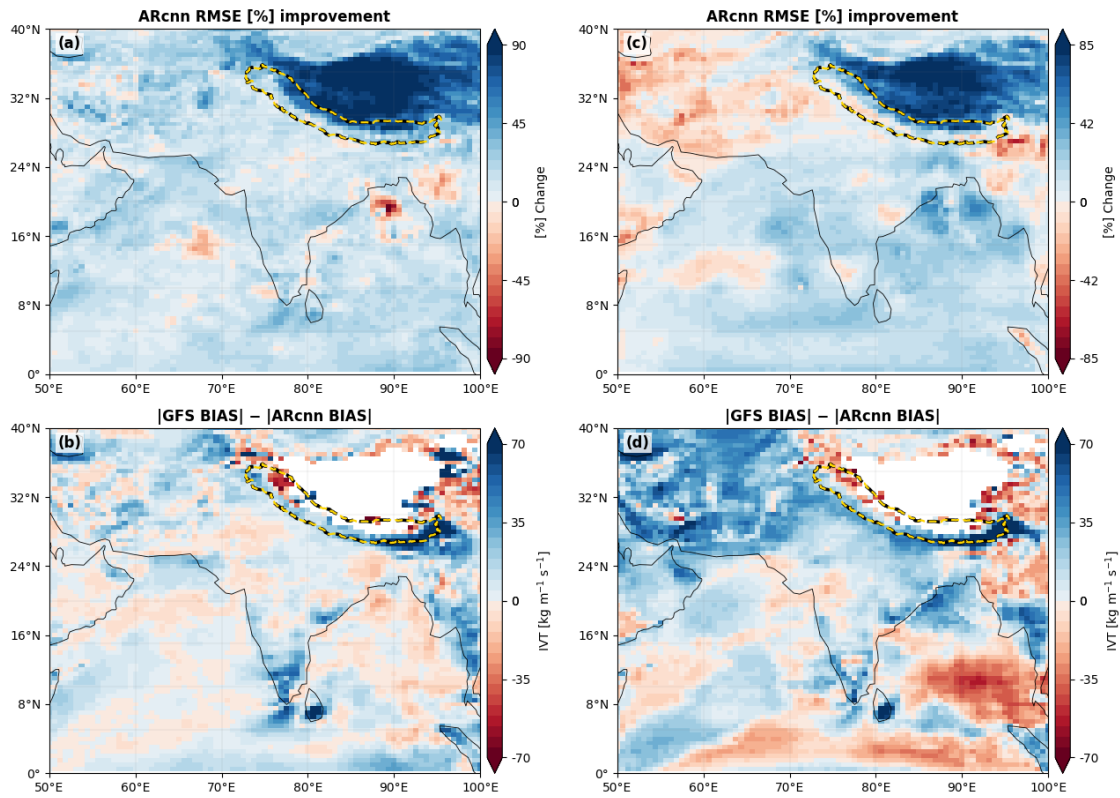 ARcnn RMSE [%] improvement
(a)
40°N
32°N
24°N
16°N
8°N
0°
50°E 60°E 70°E 80°E 90°E 100°E
90
45
0
-45
-90
[%] Change
ARcnn RMSE [%] improvement
(c)
40°N
32°N
24°N
16°N
8°N
0°
50°E 60°E 70°E 80°E 90°E 100°E
85
42
0
-42
-85
[%] Change
|GFS BIAS| − |ARcnn BIAS|
(b)
40°N
32°N
24°N
16°N
8°N
0°
50°E 60°E 70°E 80°E 90°E 100°E
70
35
0
-35
-70
IVT [kg m⁻¹ s⁻¹]
|GFS BIAS| − |ARcnn BIAS|
(d)
40°N
32°N
24°N
16°N
8°N
0°
50°E 60°E 70°E 80°E 90°E 100°E
70
35
0
-35
-70
IVT [kg m⁻¹ s⁻¹]